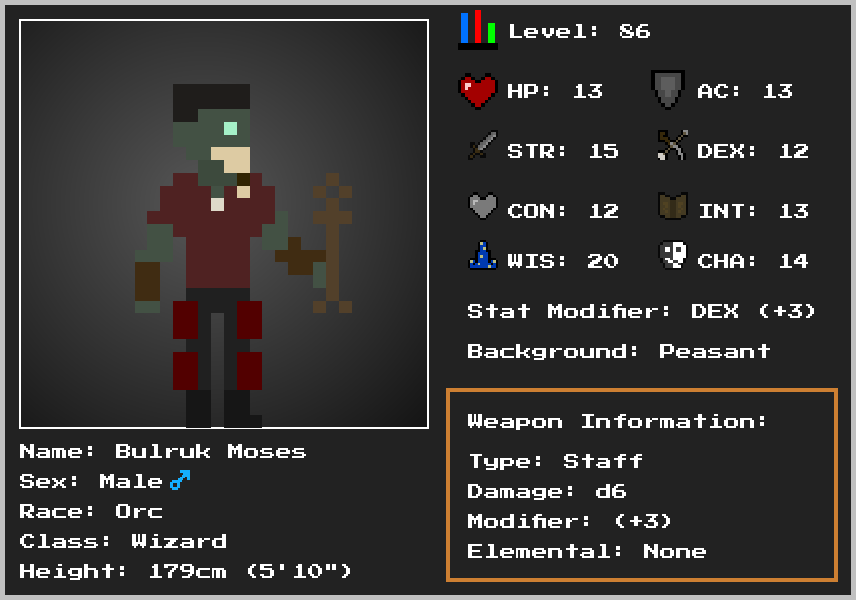 Level: 86
HP: 13 AC: 13
STR: 15 DEX: 12
CON: 12 INT: 13
WIS: 20 CHA: 14
Stat Modifier: DEX (+3)
Background: Peasant
Weapon Information:
Type: Staff
Damage: d6
Modifier: (+3)
Elemental: None
Name: Bulruk Moses
Sex: Male♂
Race: Orc
Class: Wizard
Height: 179cm (5'10")